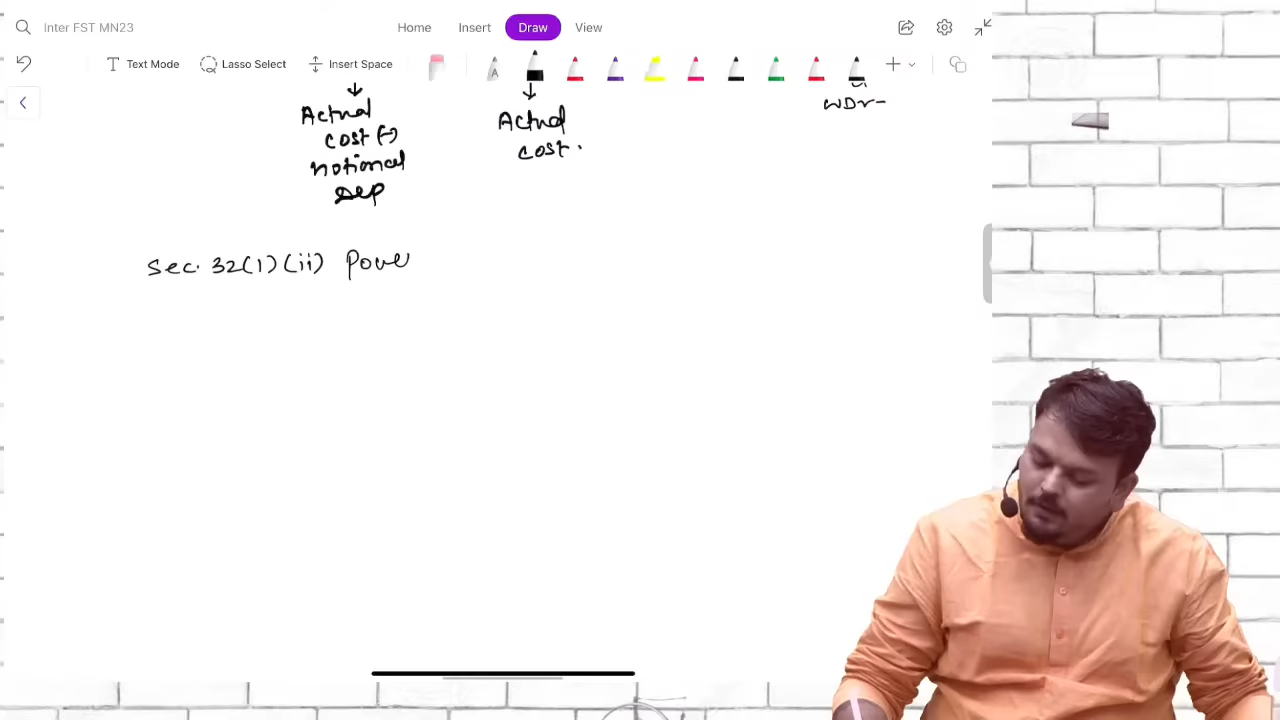 Inter FST MN23
Home Insert Draw View
Text Mode Lasso Select Insert Space
A
Actual
cost (-)
notional
dep
Actual
cost.
WDV-
sec. 32(1)(ii) Powe